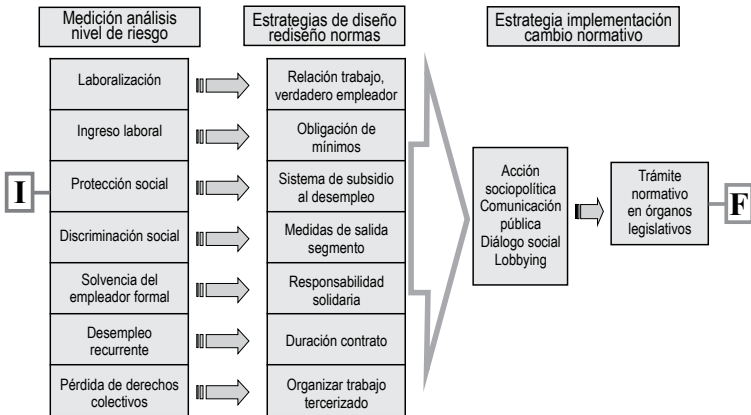 Medición análisis
nivel de riesgo
Estrategias de diseño
rediseño normas
Estrategia implementación
cambio normativo
Laboralización
Relación trabajo,
verdadero empleador
Ingreso laboral
Obligación de
mínimos
I
Protección social
Sistema de subsidio
al desempleo
Discriminación social
Medidas de salida
segmento
Solvencia del
empleador formal
Responsabilidad
solidaria
Desempleo
recurrente
Duración contrato
Pérdida de derechos
colectivos
Organizar trabajo
tercerizado
Acción
sociopolítica
Comunicación
pública
Diálogo social
Lobbying
Trámite
normativo
en órganos
legislativos
F